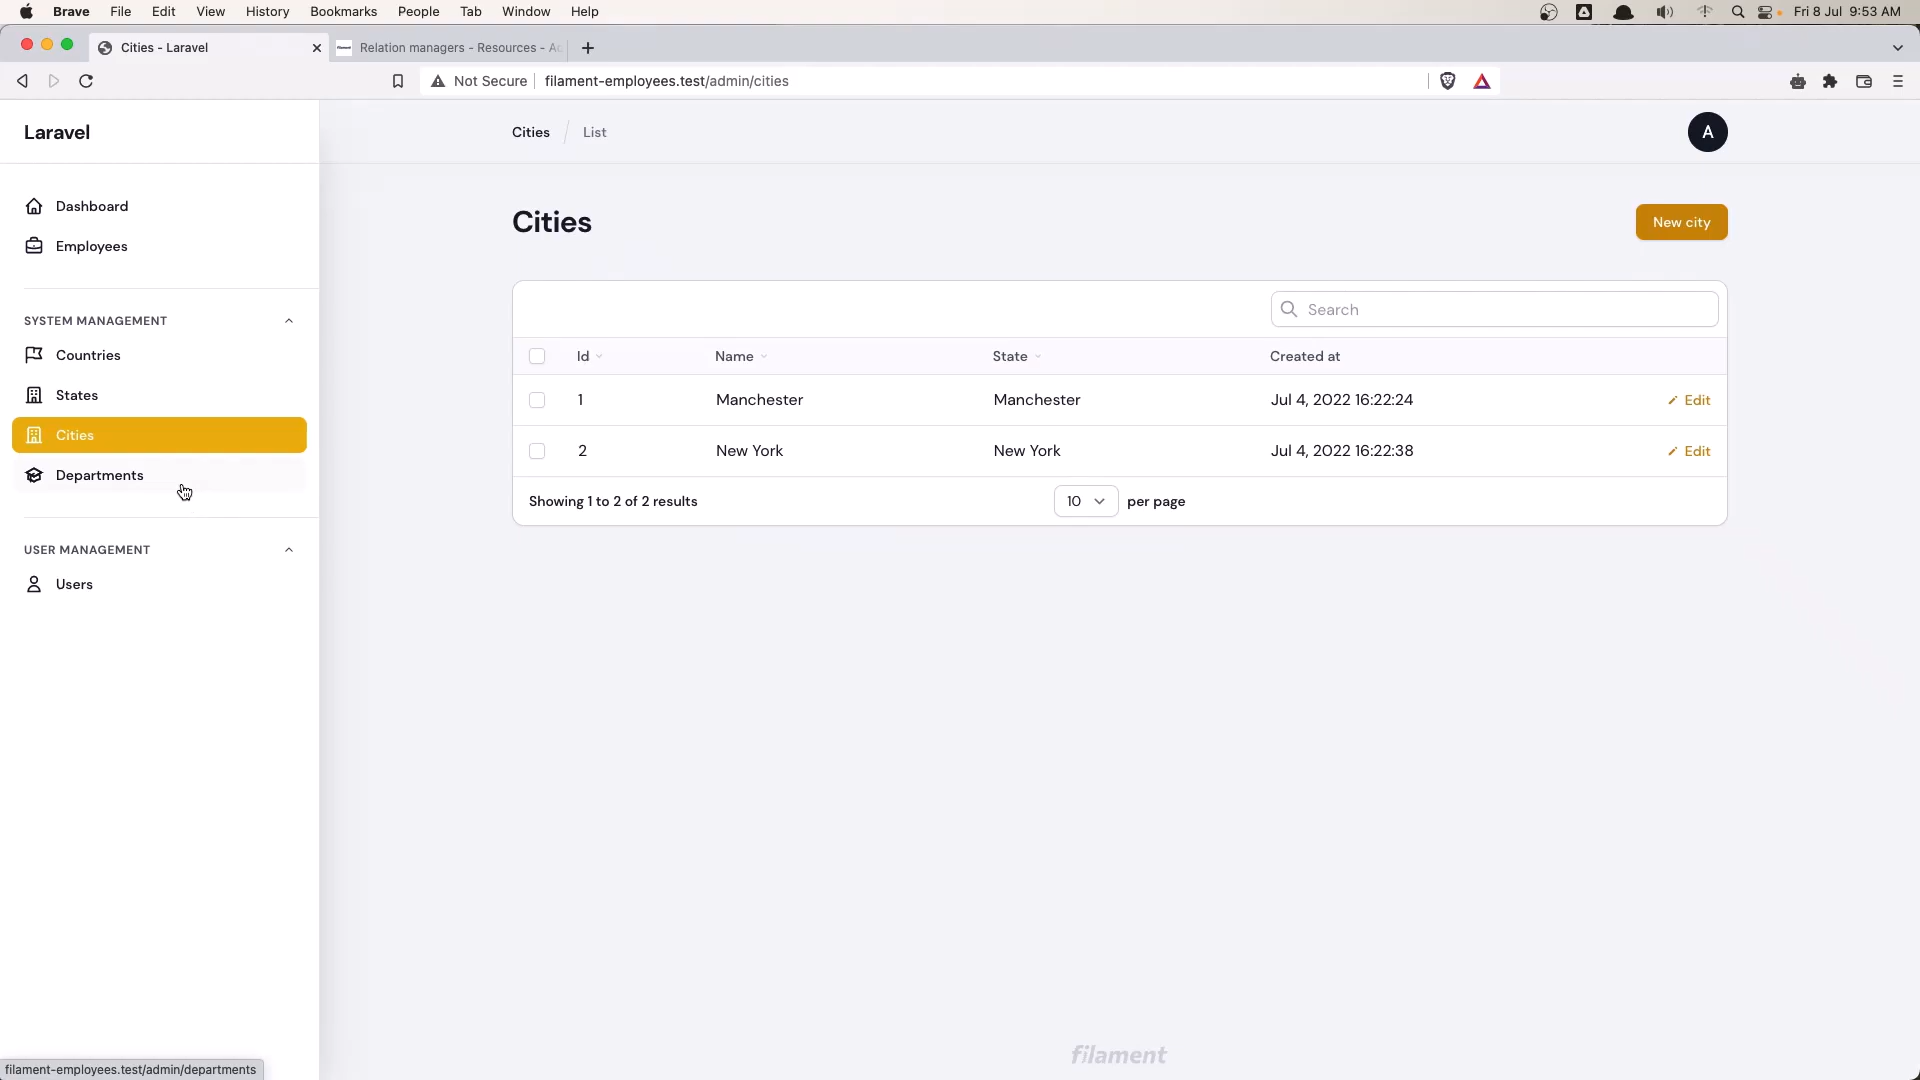 Brave File Edit View History Bookmarks People Tab Window Help Fri 8 Jul 9:53 AM
Cities - Laravel Relation managers - Resources - A
Not Secure filament-employees.test/admin/cities
Laravel
Cities List
A
Dashboard
Employees
Cities
New city
SYSTEM MANAGEMENT
Countries
States
Cities
Departments
USER MANAGEMENT
Users
Search
Id Name State Created at
1 Manchester Manchester Jul 4, 2022 16:22:24 Edit
2 New York New York Jul 4, 2022 16:22:38 Edit
Showing 1 to 2 of 2 results 10 per page
filament
filament-employees.test/admin/departments